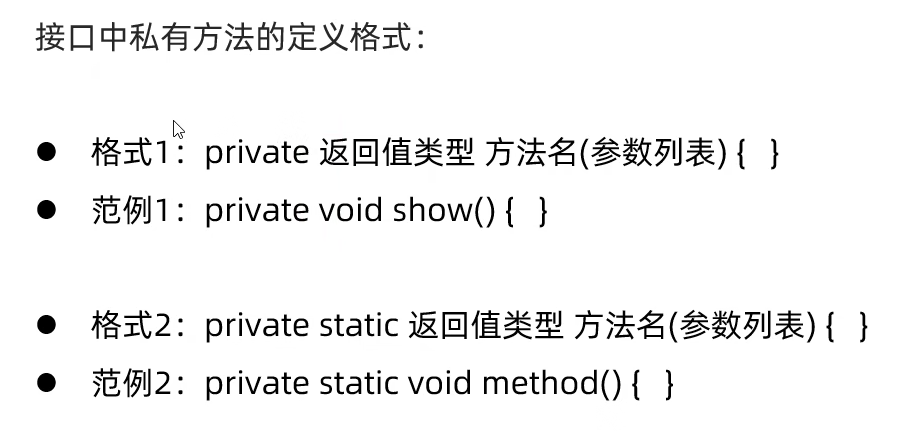 接口中私有方法的定义格式：
● 格式1：private 返回值类型 方法名(参数列表) {   }
● 范例1：private void show() {   }
● 格式2：private static 返回值类型 方法名(参数列表) {   }
● 范例2：private static void method() {   }